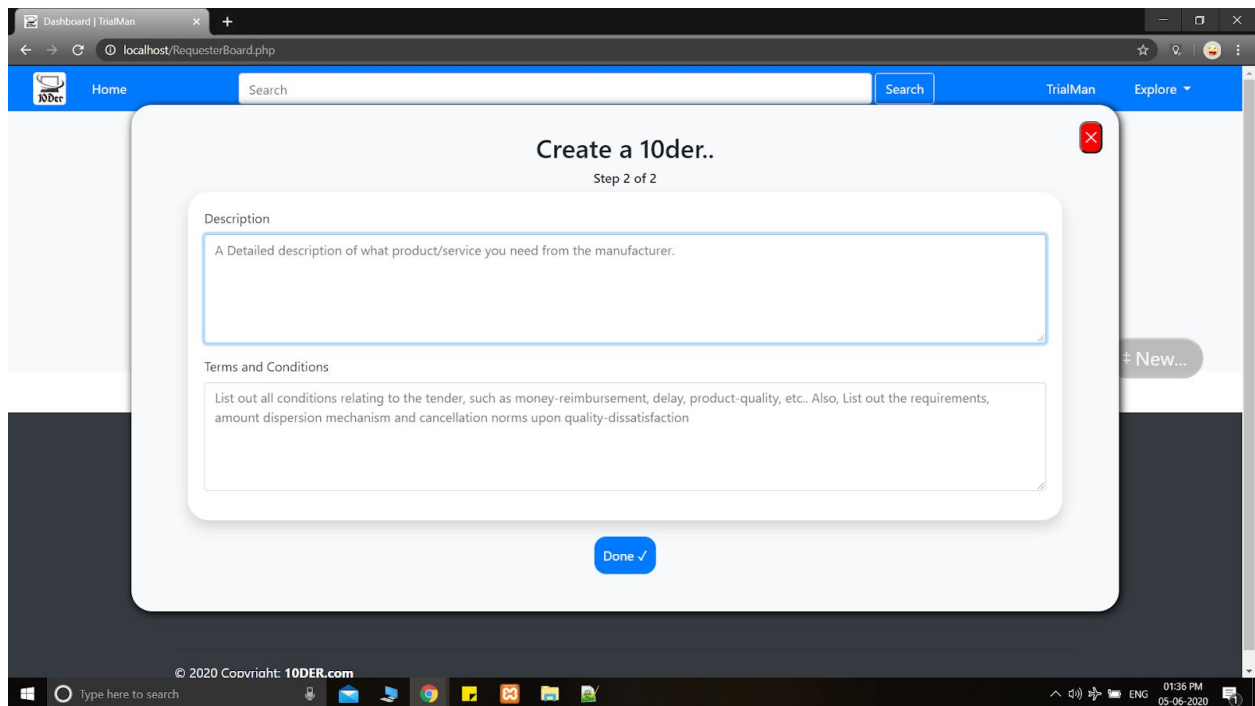 Dashboard | TrialMan
localhost/RequesterBoard.php
10Der
Home
Search
Search
TrialMan
Explore
Create a 10der..
Step 2 of 2
Description
A Detailed description of what product/service you need from the manufacturer.
Terms and Conditions
List out all conditions relating to the tender, such as money-reimbursement, delay, product-quality, etc.. Also, List out the requirements,
amount dispersion mechanism and cancellation norms upon quality-dissatisfaction
New...
Done ✓
© 2020 Copyright: 10DER.com
Type here to search
ENG
01:36 PM
05-06-2020
1